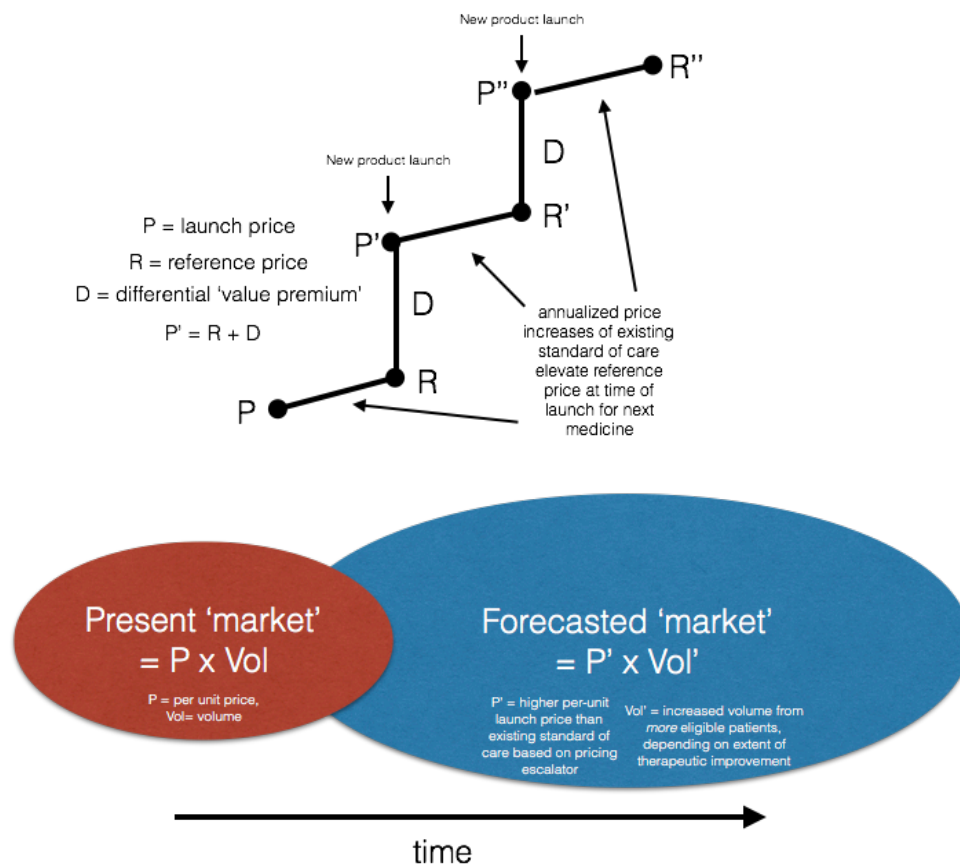 New product launch
P''
R''
D
New product launch
R'
P'
P = launch price
R = reference price
D = differential ‘value premium’
P' = R + D
D
R
P
annualized price
increases of existing
standard of care
elevate reference
price at time of
launch for next
medicine
Present ‘market’
= P x Vol
P = per unit price,
Vol= volume
Forecasted ‘market’
= P’ x Vol’
P’ = higher per-unit
launch price than
existing standard of
care based on pricing
escalator
Vol’ = increased volume from
more eligible patients,
depending on extent of
therapeutic improvement
time